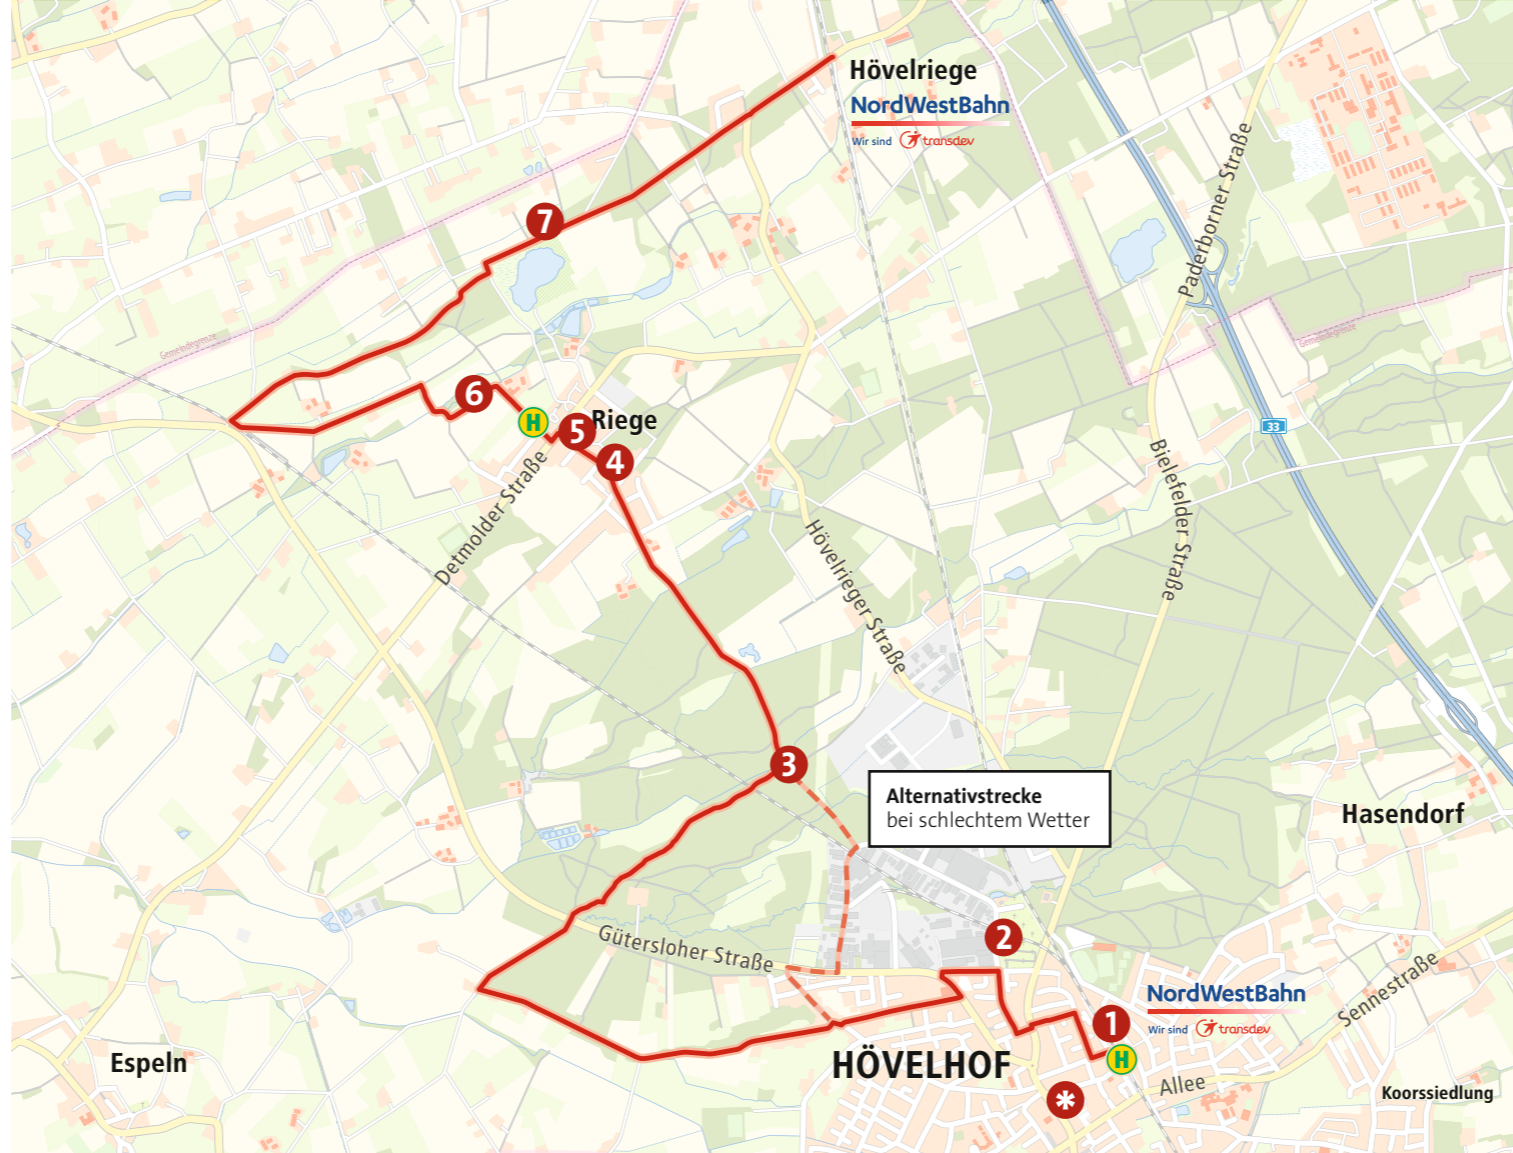 Hövelriege
NordWestBahn
Wir sind transdev
7
Paderborner Straße
Gemeindegrenze
Gemeindegrenze
6
H
5
Riege
4
33
Detmolder Straße
Bielefelder Straße
Hövelrieger Straße
3
Alternativstrecke
bei schlechtem Wetter
Hasendorf
Gütersloher Straße
2
NordWestBahn
Wir sind transdev
Sennestraße
1
H
Espeln
HÖVELHOF
Allee
*
Koorssiedlung